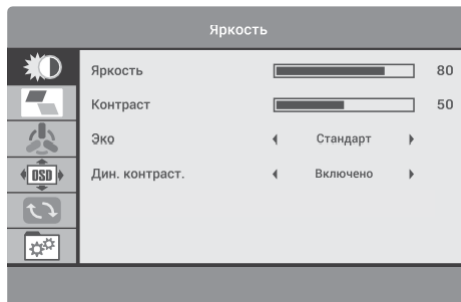 Яркость
Яркость 80
Контраст 50
Эко Стандарт
Дин. контраст. Включено
OSD